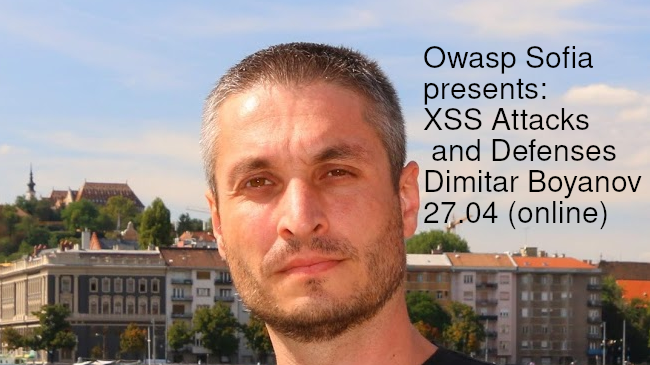 Owasp Sofia
presents:
XSS Attacks
and Defenses
Dimitar Boyanov
27.04 (online)